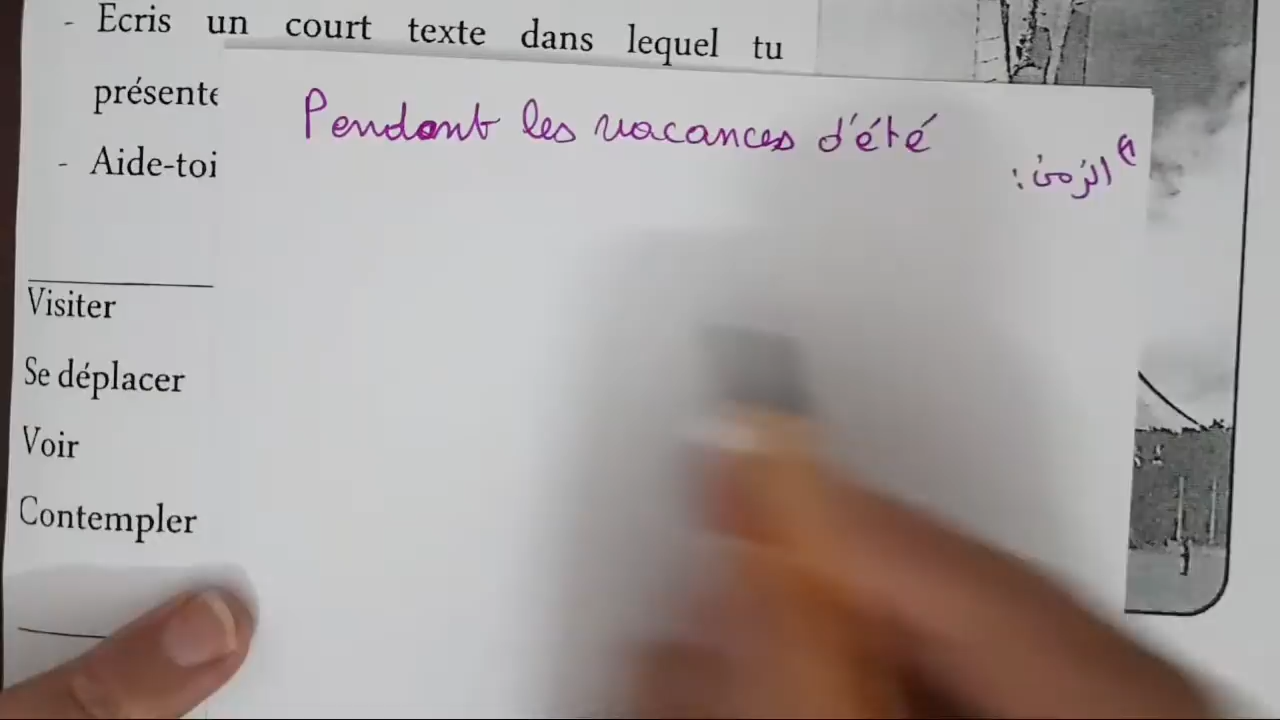 - Ecris un court texte dans lequel tu
présente
- Aide-toi
Pendant les vacances d'été
الزمن:
Visiter
Se déplacer
Voir
Contempler